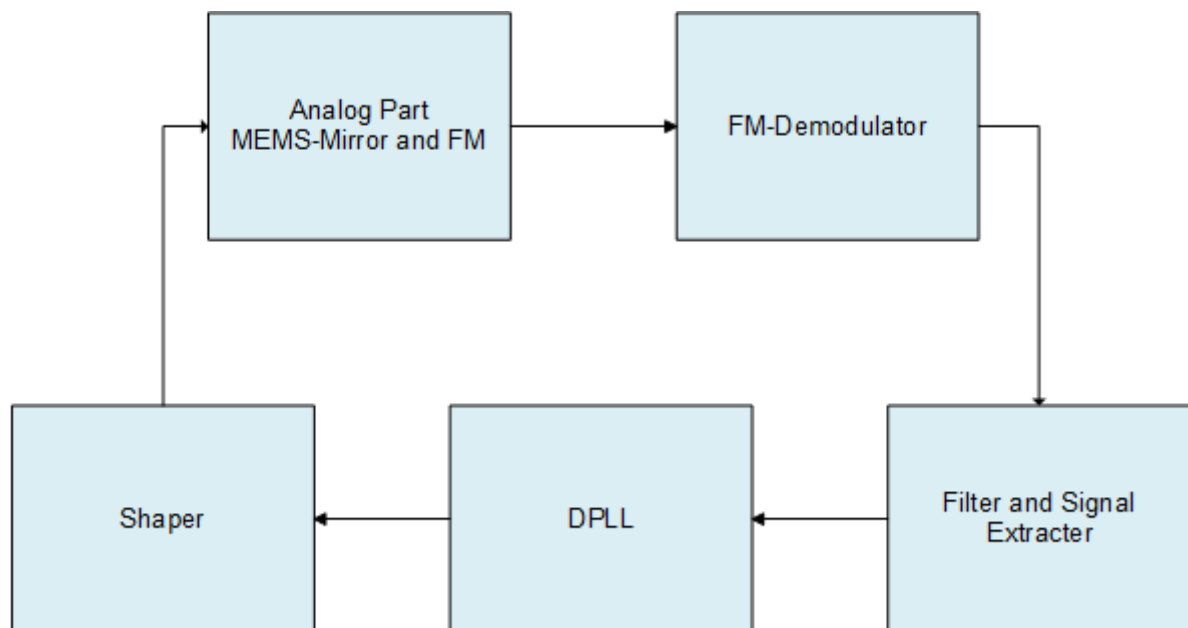 Analog Part
MEMS-Mirror and FM
FM-Demodulator
Shaper
DPLL
Filter and Signal
Extracter